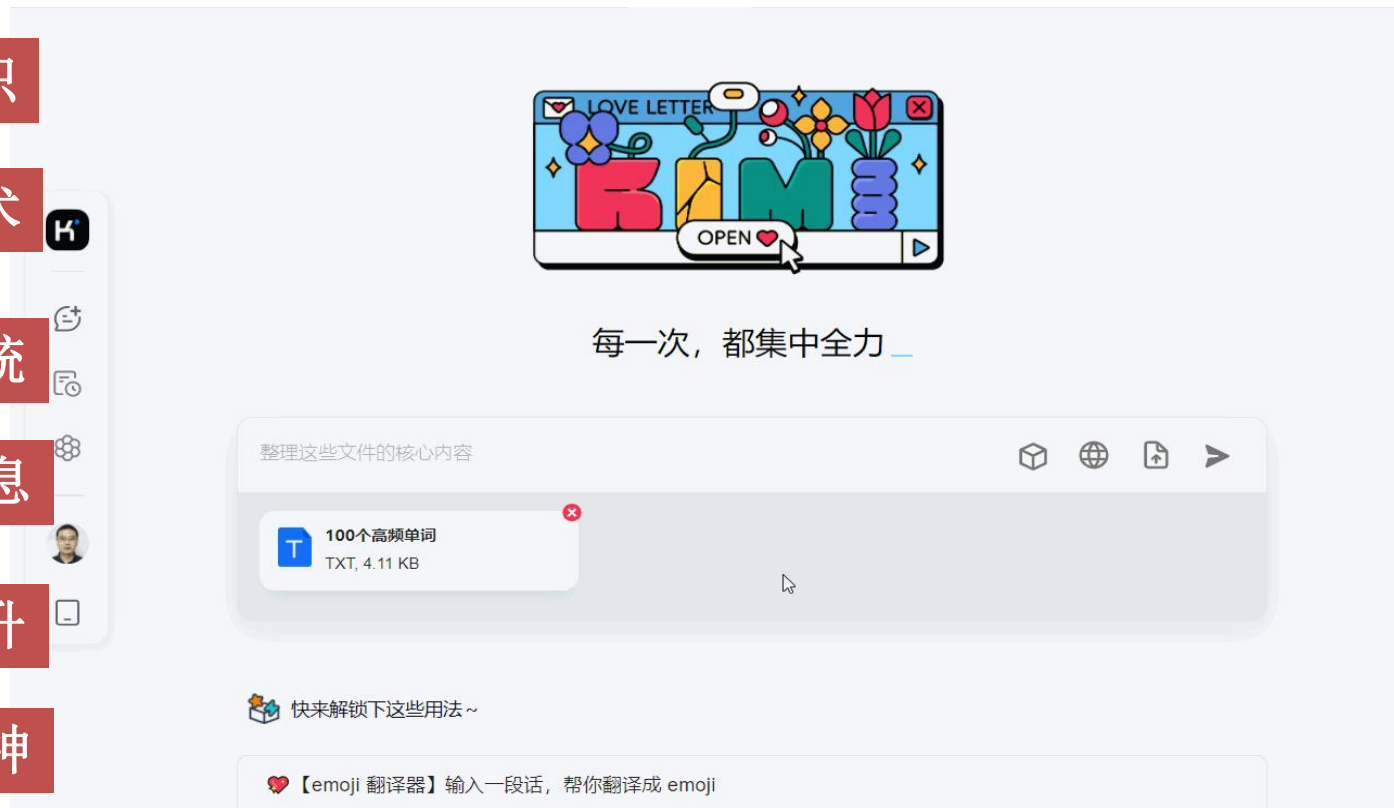 LOVE LETTER
KIMI
OPEN
每一次，都集中全力
整理这些文件的核心内容
100个高频单词
T
TXT, 4.11 KB
快来解锁下这些用法～
【emoji 翻译器】输入一段话，帮你翻译成 emoji
K
统
息
升